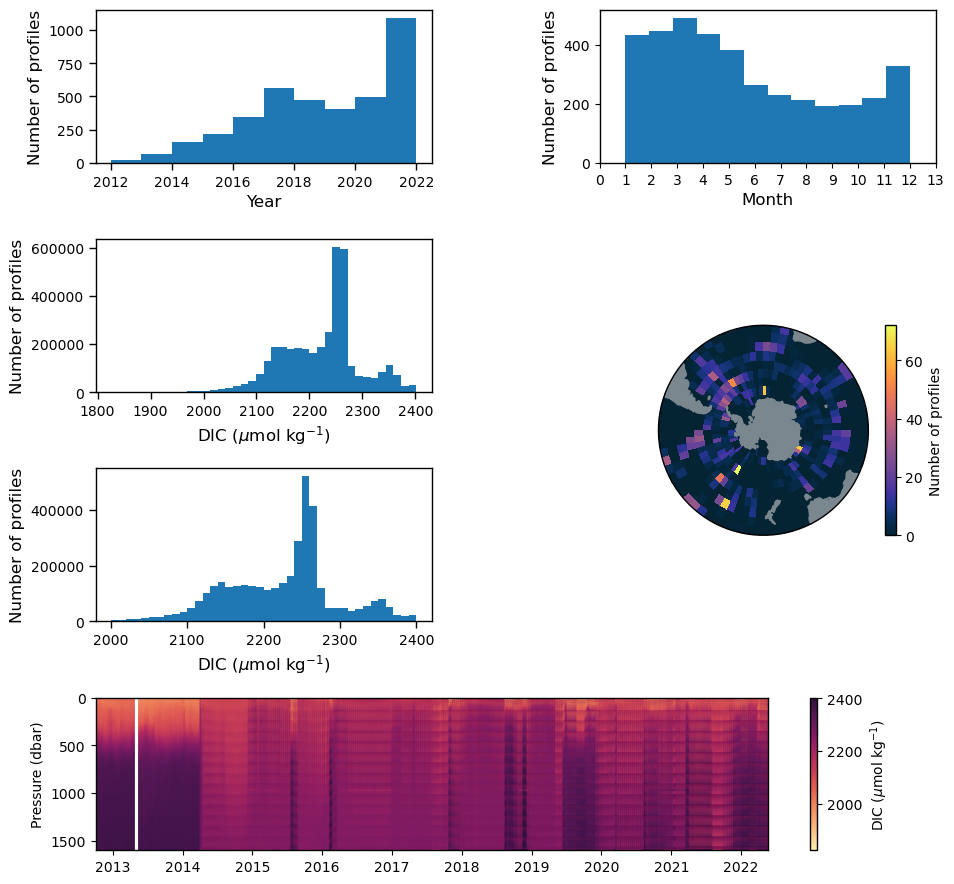 Number of profiles
0
250
500
750
1000
2012 2014 2016 2018 2020 2022
Year
Number of profiles
0
200
400
0 1 2 3 4 5 6 7 8 9 10 11 12 13
Month
Number of profiles
0
200000
400000
600000
1800 1900 2000 2100 2200 2300 2400
DIC (μmol kg⁻¹)
Number of profiles
0
20
40
60
Number of profiles
0
200000
400000
2000 2100 2200 2300 2400
DIC (μmol kg⁻¹)
Pressure (dbar)
0
500
1000
1500
2013 2014 2015 2016 2017 2018 2019 2020 2021 2022
2400
2200
2000
DIC (μmol kg⁻¹)